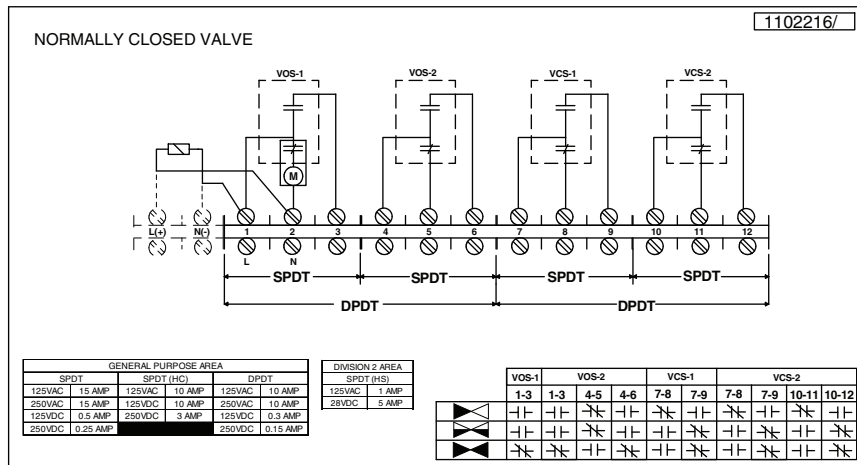 1102216/
NORMALLY CLOSED VALVE
VOS-1 VOS-2 VCS-1 VCS-2
M
L(+) N(-) 1 2 3 4 5 6 7 8 9 10 11 12
L N
SPDT SPDT SPDT SPDT
DPDT DPDT
GENERAL PURPOSE AREA
SPDT SPDT (HC) DPDT
125VAC 15 AMP 125VAC 10 AMP 125VAC 10 AMP
250VAC 15 AMP 125VDC 10 AMP 250VAC 10 AMP
125VDC 0.5 AMP 250VDC 3 AMP 125VDC 0.3 AMP
250VDC 0.25 AMP 250VDC 0.15 AMP
DIVISION 2 AREA
SPDT (HS)
125VAC 1 AMP
28VDC 5 AMP
VOS-1 VOS-2 VCS-1 VCS-2
1-3 1-3 4-5 4-6 7-8 7-9 7-8 7-9 10-11 10-12